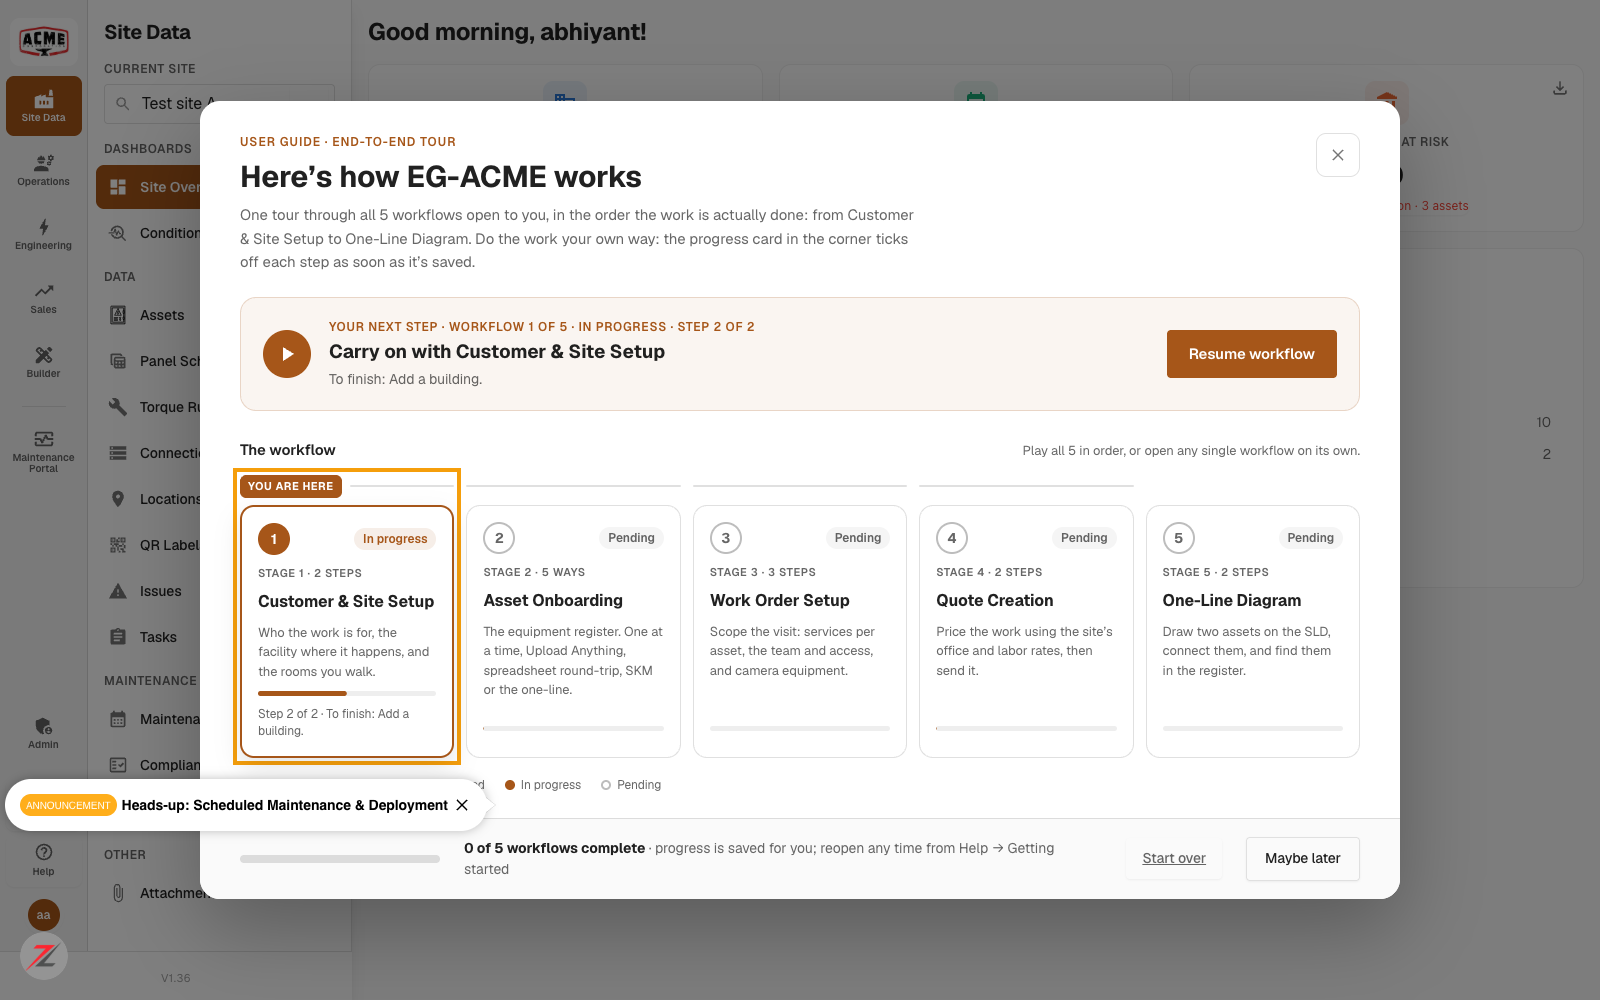 ACME
Site Data
Operations
Engineering
Sales
Builder
Maintenance
Portal
Admin
Help
aa
Site Data
CURRENT SITE
Test site A
DASHBOARDS
Site Over
Condition
DATA
Assets
Panel Sch
Torque Ru
Connecti
Locations
QR Label
Issues
Tasks
MAINTENANCE
Maintena
Complian
OTHER
Attachmen
V1.36
Good morning, abhiyant!
AT RISK
on · 3 assets
10
2
USER GUIDE · END-TO-END TOUR
Here’s how EG-ACME works
One tour through all 5 workflows open to you, in the order the work is actually done: from Customer
& Site Setup to One-Line Diagram. Do the work your own way: the progress card in the corner ticks
off each step as soon as it’s saved.
YOUR NEXT STEP · WORKFLOW 1 OF 5 · IN PROGRESS · STEP 2 OF 2
Carry on with Customer & Site Setup
To finish: Add a building.
Resume workflow
The workflow
Play all 5 in order, or open any single workflow on its own.
YOU ARE HERE
1
In progress
STAGE 1 · 2 STEPS
Customer & Site Setup
Who the work is for, the
facility where it happens, and
the rooms you walk.
Step 2 of 2 · To finish: Add a
building.
2
Pending
STAGE 2 · 5 WAYS
Asset Onboarding
The equipment register. One at
a time, Upload Anything,
spreadsheet round-trip, SKM
or the one-line.
3
Pending
STAGE 3 · 3 STEPS
Work Order Setup
Scope the visit: services per
asset, the team and access,
and camera equipment.
4
Pending
STAGE 4 · 2 STEPS
Quote Creation
Price the work using the site’s
office and labor rates, then
send it.
5
Pending
STAGE 5 · 2 STEPS
One-Line Diagram
Draw two assets on the SLD,
connect them, and find them
in the register.
ed
In progress
Pending
ANNOUNCEMENT Heads-up: Scheduled Maintenance & Deployment
0 of 5 workflows complete · progress is saved for you; reopen any time from Help → Getting
started
Start over
Maybe later